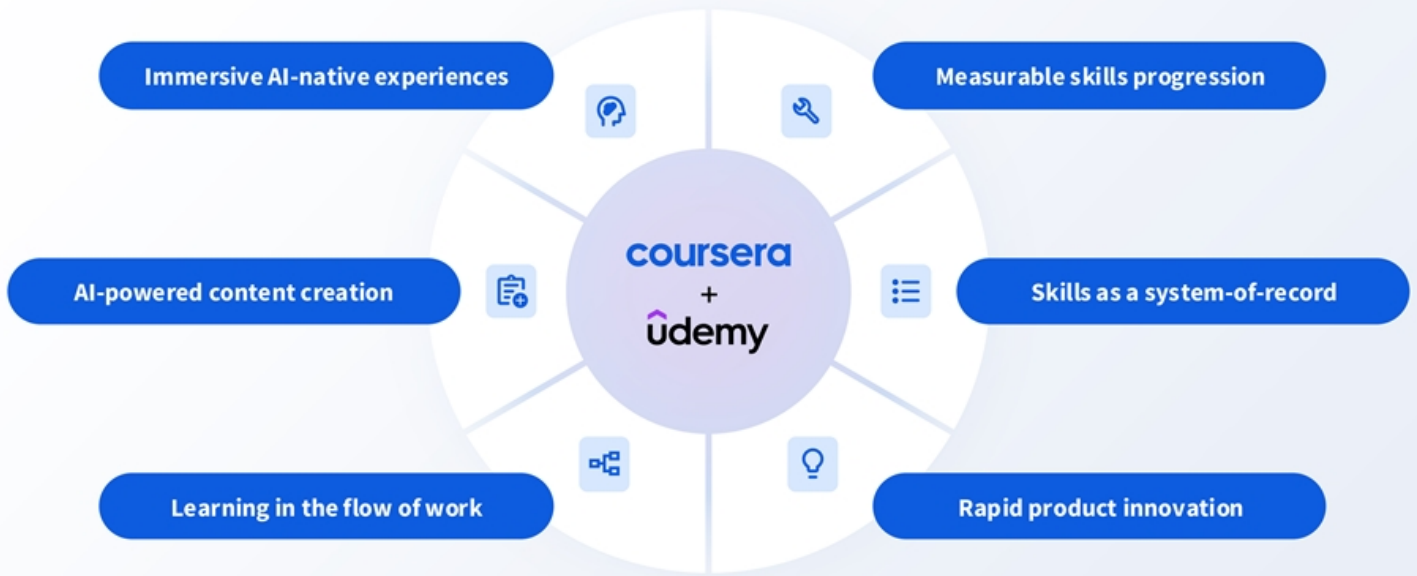 Immersive AI-native experiences
Measurable skills progression
coursera
+
udemy
AI-powered content creation
Skills as a system-of-record
Learning in the flow of work
Rapid product innovation